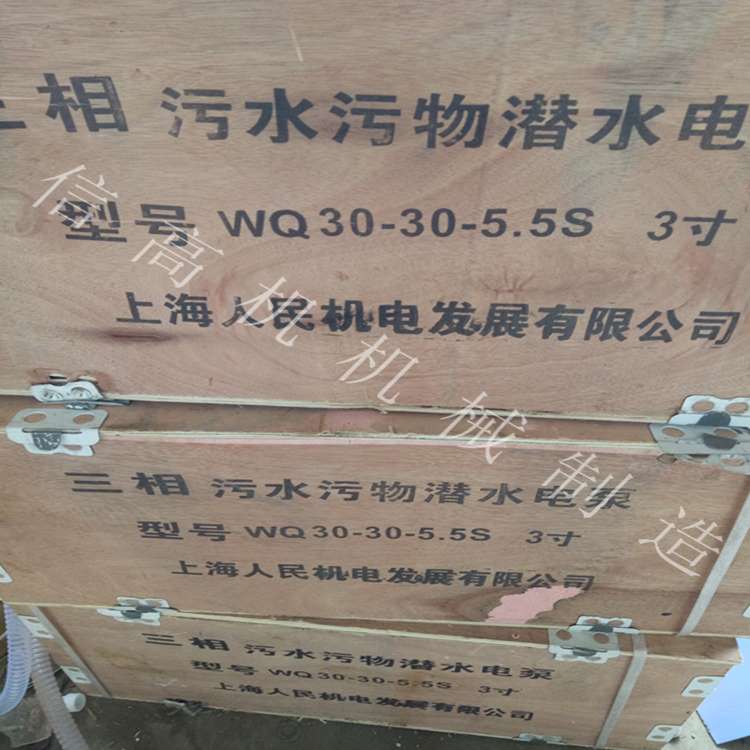 三相 污水污物潜水电
型号 WQ30-30-5.5S 3寸
上海人民机电发展有限公司
三相 污水污物潜水电泵
型号 WQ30-30-5.5S 3寸
上海人民机电发展有限公司
三相 污水污物潜水电泵
型号 WQ30-30-5.5S 3寸
上海人民机电发展有限公司
信高机机械制造